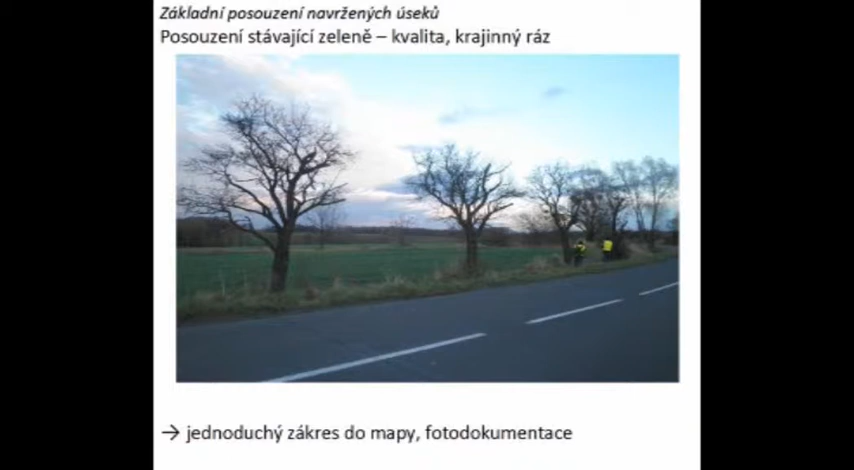 Základní posouzení navržených úseků
Posouzení stávající zeleně – kvalita, krajinný ráz
→ jednoduchý zákres do mapy, fotodokumentace